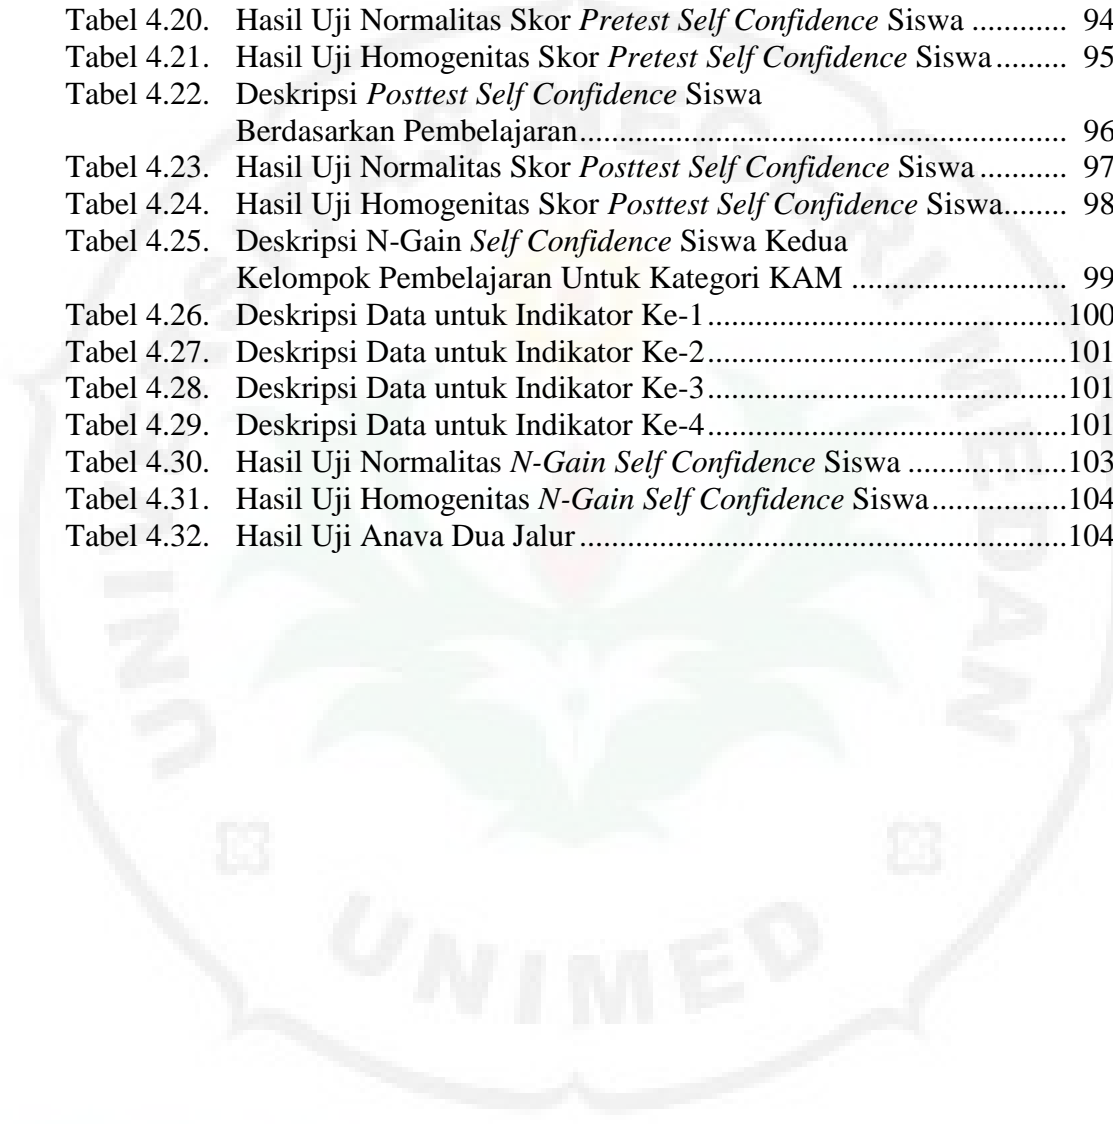 Tabel 4.20. Hasil Uji Normalitas Skor Pretest Self Confidence Siswa ............ 94
Tabel 4.21. Hasil Uji Homogenitas Skor Pretest Self Confidence Siswa ......... 95
Tabel 4.22. Deskripsi Posttest Self Confidence Siswa
Berdasarkan Pembelajaran ............................................................. 96
Tabel 4.23. Hasil Uji Normalitas Skor Posttest Self Confidence Siswa ........... 97
Tabel 4.24. Hasil Uji Homogenitas Skor Posttest Self Confidence Siswa........ 98
Tabel 4.25. Deskripsi N-Gain Self Confidence Siswa Kedua
Kelompok Pembelajaran Untuk Kategori KAM ........................... 99
Tabel 4.26. Deskripsi Data untuk Indikator Ke-1 .............................................100
Tabel 4.27. Deskripsi Data untuk Indikator Ke-2 .............................................101
Tabel 4.28. Deskripsi Data untuk Indikator Ke-3 .............................................101
Tabel 4.29. Deskripsi Data untuk Indikator Ke-4 .............................................101
Tabel 4.30. Hasil Uji Normalitas N-Gain Self Confidence Siswa ....................103
Tabel 4.31. Hasil Uji Homogenitas N-Gain Self Confidence Siswa .................104
Tabel 4.32. Hasil Uji Anava Dua Jalur .............................................................104
UNIVERSITAS NEGERI MEDAN
UNIMED